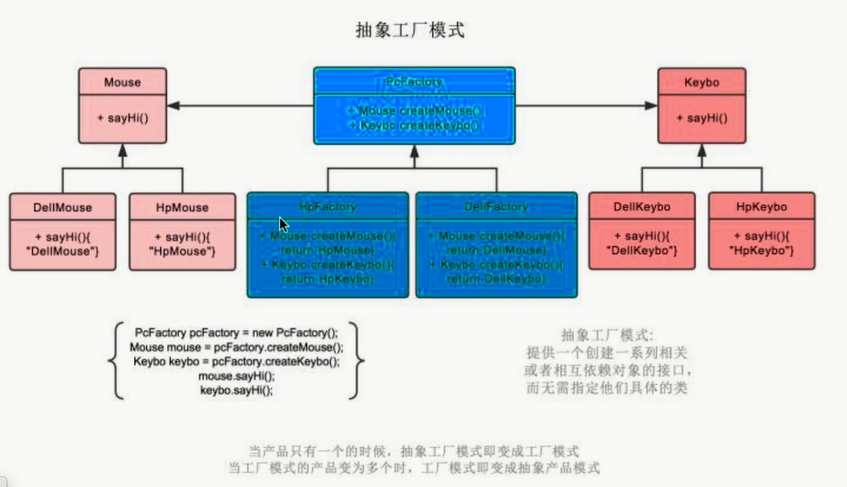 抽象工厂模式
Mouse
+ sayHi()
PcFactory
+ Mouse createMouse()
+ Keybo createKeybo()
Keybo
+ sayHi()
DellMouse
+ sayHi(){
"DellMouse"}
HpMouse
+ sayHi(){
"HpMouse"}
HpFactory
+ Mouse createMouse(){
return HpMouse}
+ Keybo createKeybo(){
return HpKeybo}
DellFactory
+ Mouse createMouse(){
return DellMouse}
+ Keybo createKeybo(){
return DellKeybo}
DellKeybo
+ sayHi(){
"DellKeybo"}
HpKeybo
+ sayHi(){
"HpKeybo"}
PcFactory pcFactory = new PcFactory();
Mouse mouse = pcFactory.createMouse();
Keybo keybo = pcFactory.createKeybo();
mouse.sayHi();
keybo.sayHi();
抽象工厂模式:
提供一个创建一系列相关
或者相互依赖对象的接口,
而无需指定他们具体的类
当产品只有一个的时候，抽象工厂模式即变成工厂模式
当工厂模式的产品变为多个时，工厂模式即变成抽象产品模式